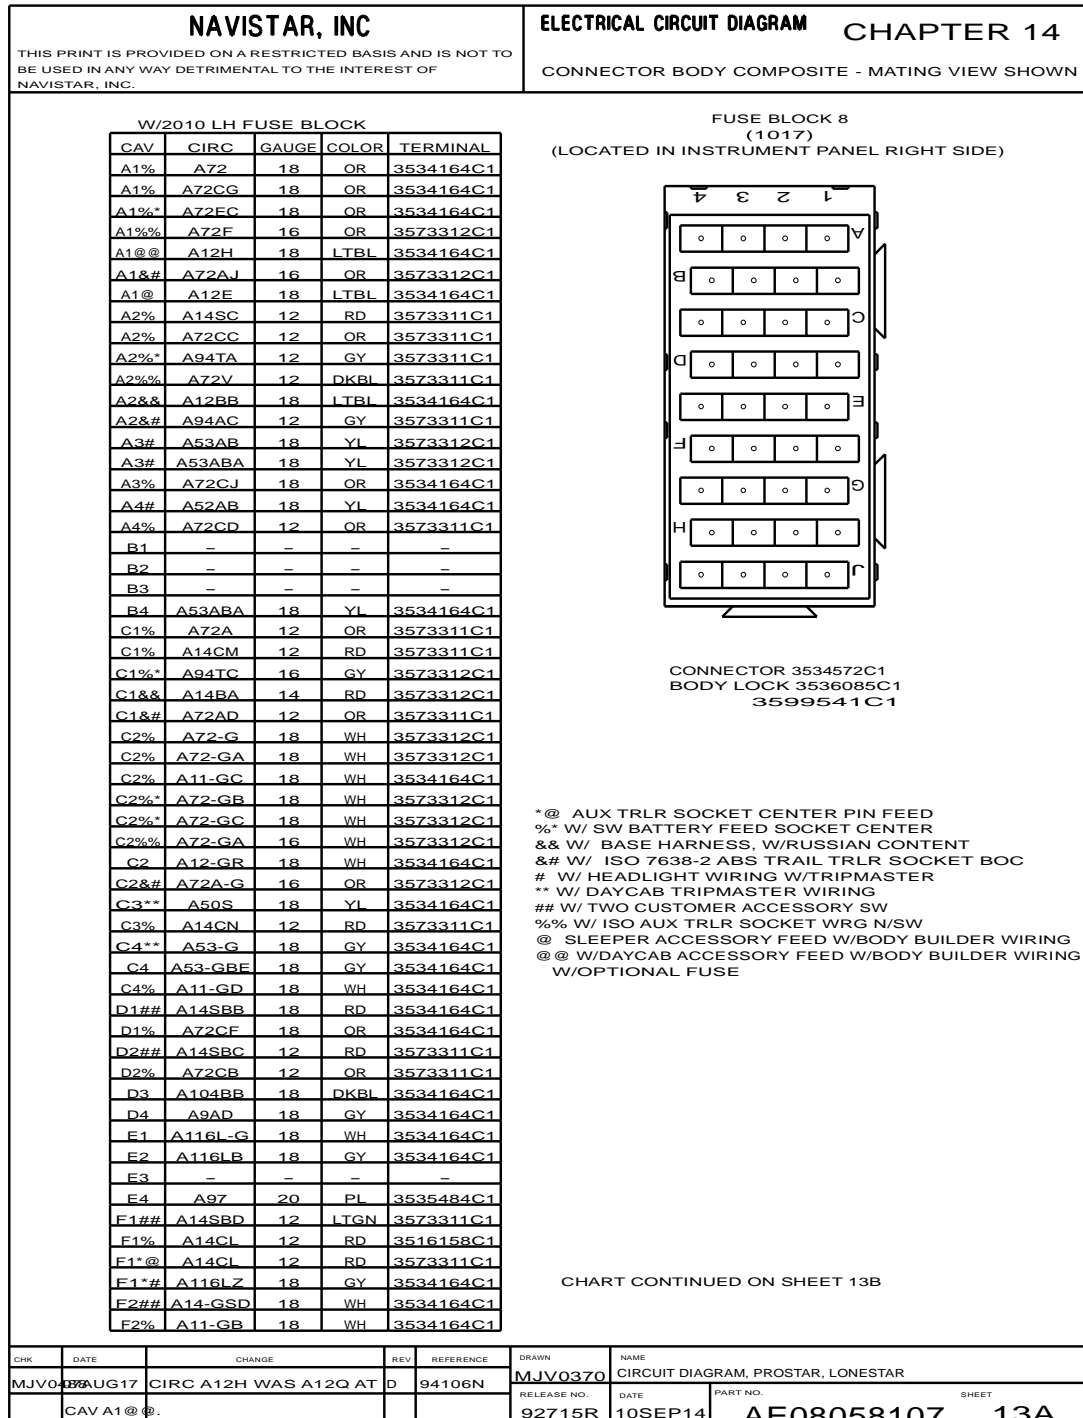 NAVISTAR, INC
THIS PRINT IS PROVIDED ON A RESTRICTED BASIS AND IS NOT TO
BE USED IN ANY WAY DETRIMENTAL TO THE INTEREST OF
NAVISTAR, INC.
ELECTRICAL CIRCUIT DIAGRAM CHAPTER 14
CONNECTOR BODY COMPOSITE - MATING VIEW SHOWN
W/2010 LH FUSE BLOCK
CAV CIRC GAUGE COLOR TERMINAL
A1% A72 18 OR 3534164C1
A1% A72CG 18 OR 3534164C1
A1%* A72EC 18 OR 3534164C1
A1%% A72F 16 OR 3573312C1
A1@@ A12H 18 LTBL 3534164C1
A1&# A72AJ 16 OR 3573312C1
A1@ A12E 18 LTBL 3534164C1
A2% A14SC 12 RD 3573311C1
A2% A72CC 12 OR 3573311C1
A2%* A94TA 12 GY 3573311C1
A2%% A72V 12 DKBL 3573311C1
A2&& A12BB 18 LTBL 3534164C1
A2&# A94AC 12 GY 3573311C1
A3# A53AB 18 YL 3573312C1
A3# A53ABA 18 YL 3573312C1
A3% A72CJ 18 OR 3534164C1
A4# A52AB 18 YL 3534164C1
A4% A72CD 12 OR 3573311C1
B1 – – – –
B2 – – – –
B3 – – – –
B4 A53ABA 18 YL 3534164C1
C1% A72A 12 OR 3573311C1
C1% A14CM 12 RD 3573311C1
C1%* A94TC 16 GY 3573312C1
C1&& A14BA 14 RD 3573312C1
C1&# A72AD 12 OR 3573311C1
C2% A72-G 18 WH 3573312C1
C2% A72-GA 18 WH 3573312C1
C2% A11-GC 18 WH 3534164C1
C2%* A72-GB 18 WH 3573312C1
C2%* A72-GC 18 WH 3573312C1
C2%% A72-GA 16 WH 3573312C1
C2 A12-GR 18 WH 3534164C1
C2&# A72A-G 16 OR 3573312C1
C3** A50S 18 YL 3534164C1
C3% A14CN 12 RD 3573311C1
C4** A53-G 18 GY 3534164C1
C4 A53-GBE 18 GY 3534164C1
C4% A11-GD 18 WH 3534164C1
D1## A14SBB 18 RD 3534164C1
D1% A72CF 18 OR 3534164C1
D2## A14SBC 12 RD 3573311C1
D2% A72CB 12 OR 3573311C1
D3 A104BB 18 DKBL 3534164C1
D4 A9AD 18 GY 3534164C1
E1 A116L-G 18 WH 3534164C1
E2 A116LB 18 GY 3534164C1
E3 – – – –
E4 A97 20 PL 3535484C1
F1## A14SBD 12 LTGN 3573311C1
F1% A14CL 12 RD 3516158C1
F1*@ A14CL 12 RD 3573311C1
F1*# A116LZ 18 GY 3534164C1
F2## A14-GSD 18 WH 3534164C1
F2% A11-GB 18 WH 3534164C1
FUSE BLOCK 8
(1017)
(LOCATED IN INSTRUMENT PANEL RIGHT SIDE)
4 3 2 1
A
B
C
D
E
F
G
H
J
CONNECTOR 3534572C1
BODY LOCK 3536085C1
3599541C1
*@ AUX TRLR SOCKET CENTER PIN FEED
%* W/ SW BATTERY FEED SOCKET CENTER
&& W/ BASE HARNESS, W/RUSSIAN CONTENT
&# W/ ISO 7638-2 ABS TRAIL TRLR SOCKET BOC
# W/ HEADLIGHT WIRING W/TRIPMASTER
** W/ DAYCAB TRIPMASTER WIRING
## W/ TWO CUSTOMER ACCESSORY SW
%% W/ ISO AUX TRLR SOCKET WRG N/SW
@ SLEEPER ACCESSORY FEED W/BODY BUILDER WIRING
@@ W/DAYCAB ACCESSORY FEED W/BODY BUILDER WIRING
W/OPTIONAL FUSE
CHART CONTINUED ON SHEET 13B
CHK DATE CHANGE REV REFERENCE
CIRC A12H WAS A12Q AT D 94106N
CAV A1@@.
DRAWN NAME
MJV0370 CIRCUIT DIAGRAM, PROSTAR, LONESTAR
RELEASE NO. DATE PART NO. SHEET
92715R 10SEP14 AE08058107 13A